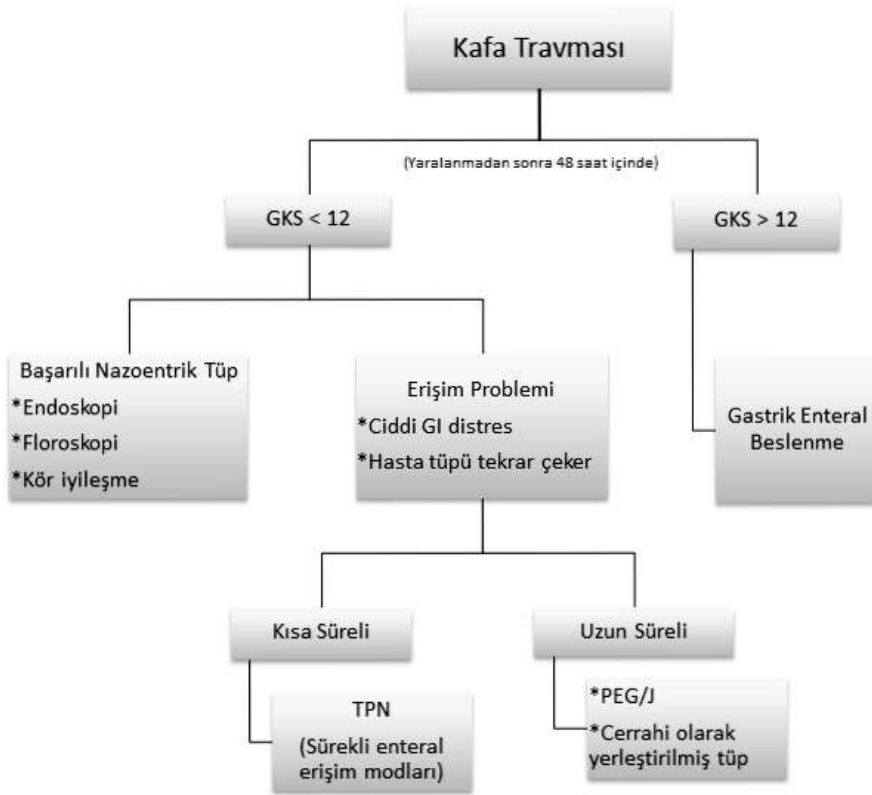 Kafa Travması
(Yaralanmadan sonra 48 saat içinde)
GKS < 12
GKS > 12
Başarılı Nazoentrik Tüp
*Endoskopi
*Floroskopi
*Kör iyileşme
Erişim Problemi
*Ciddi GI distres
*Hasta tüpü tekrar çeker
Gastrik Enteral
Beslenme
Kısa Süreli
Uzun Süreli
TPN
(Sürekli enteral
erişim modları)
*PEG/J
*Cerrahi olarak
yerleştirilmiş tüp